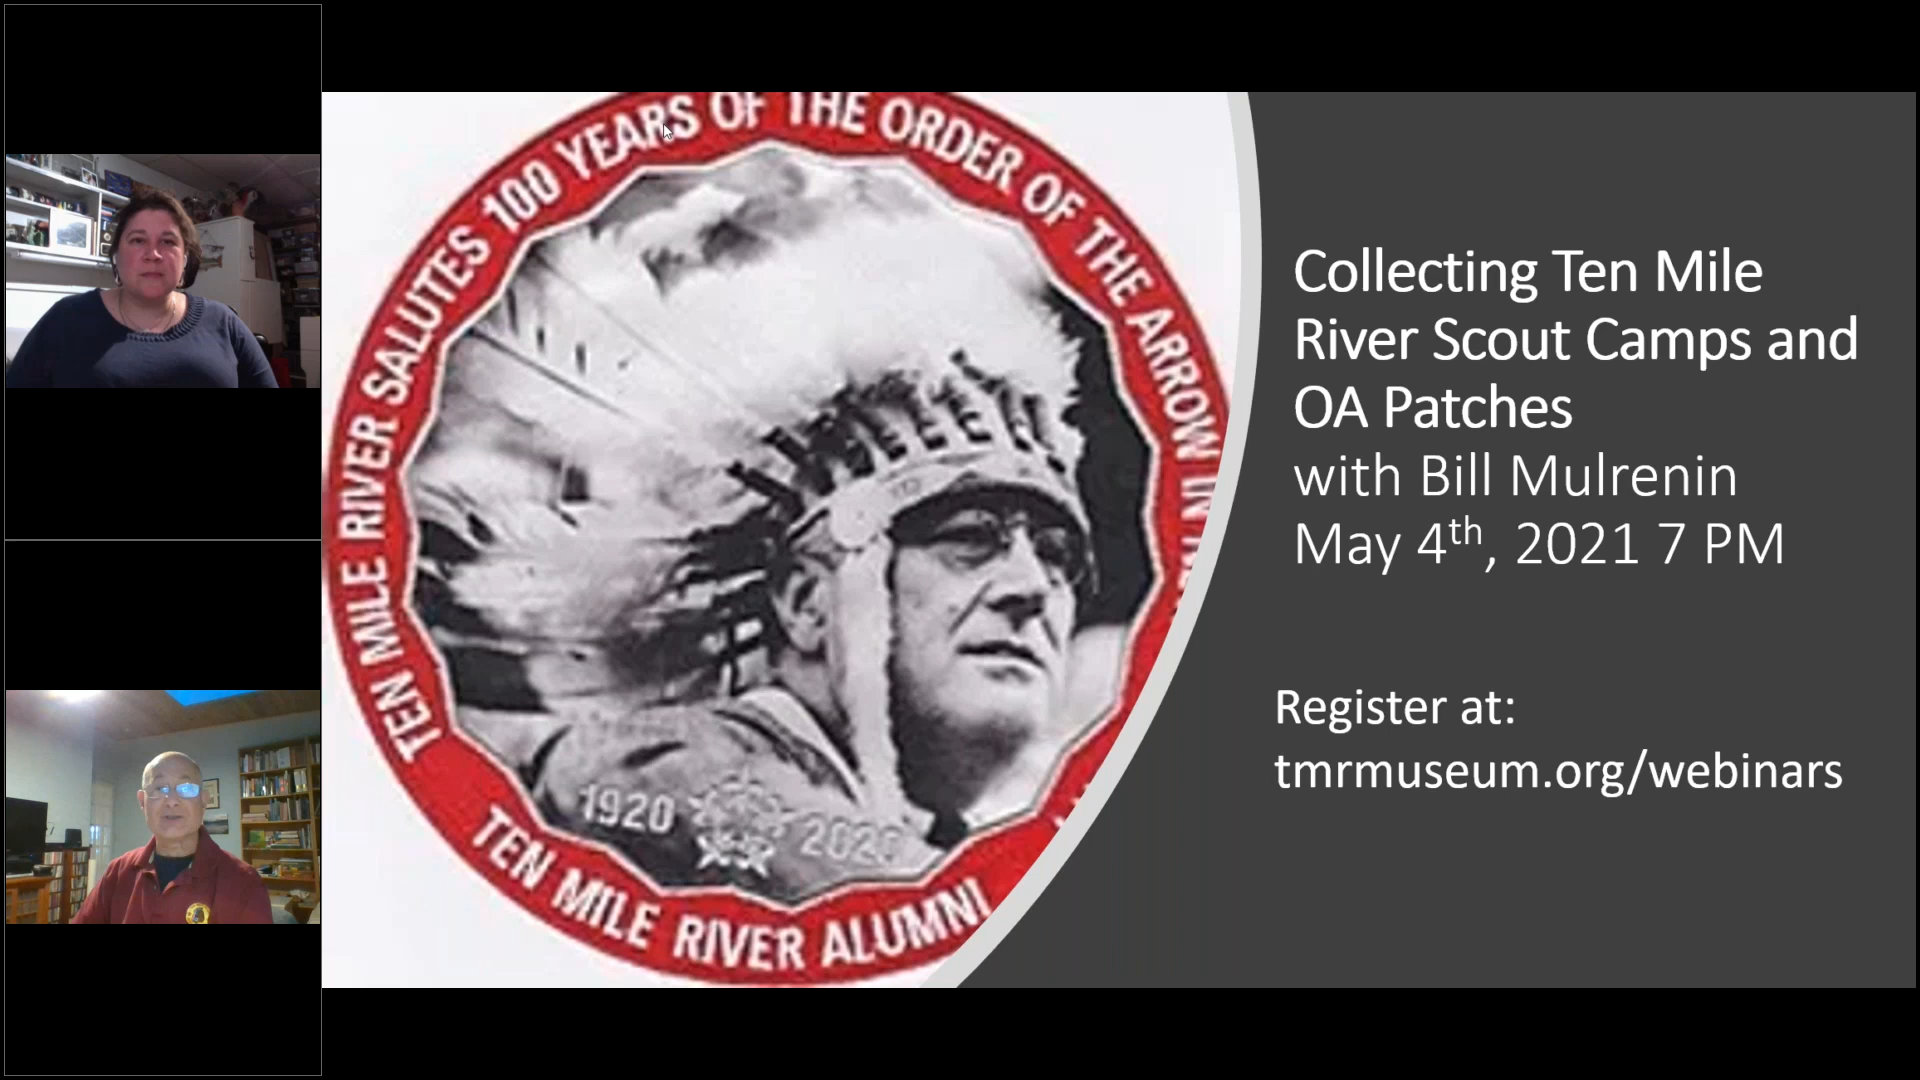 TEN MILE RIVER SALUTES 100 YEARS OF THE ORDER OF THE ARROW IN
1920 2020
TEN MILE RIVER ALUMNI
Collecting Ten Mile
River Scout Camps and
OA Patches
with Bill Mulrenin
May 4th, 2021 7 PM
Register at:
tmrmuseum.org/webinars